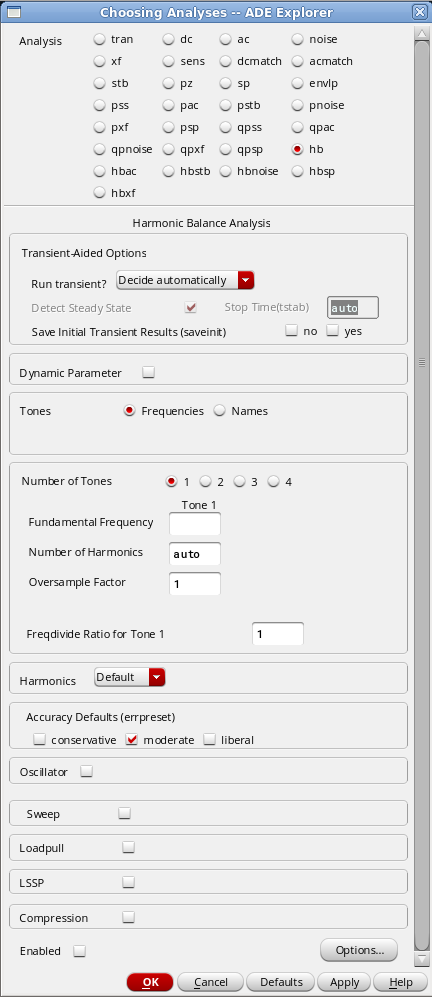 Choosing Analyses -- ADE Explorer
Analysis tran dc ac noise
xf sens dcmatch acmatch
stb pz sp envlp
pss pac pstb pnoise
pxf psp qpss qpac
qpnoise qpxf qpsp hb
hbac hbstb hbnoise hbsp
hbxf
Harmonic Balance Analysis
Transient-Aided Options
Run transient? Decide automatically
Detect Steady State Stop Time(tstab) auto
Save Initial Transient Results (saveinit) no yes
Dynamic Parameter
Tones Frequencies Names
Number of Tones 1 2 3 4
Tone 1
Fundamental Frequency
Number of Harmonics auto
Oversample Factor 1
Freqdivide Ratio for Tone 1 1
Harmonics Default
Accuracy Defaults (errpreset)
conservative moderate liberal
Oscillator
Sweep
Loadpull
LSSP
Compression
Enabled Options...
OK Cancel Defaults Apply Help